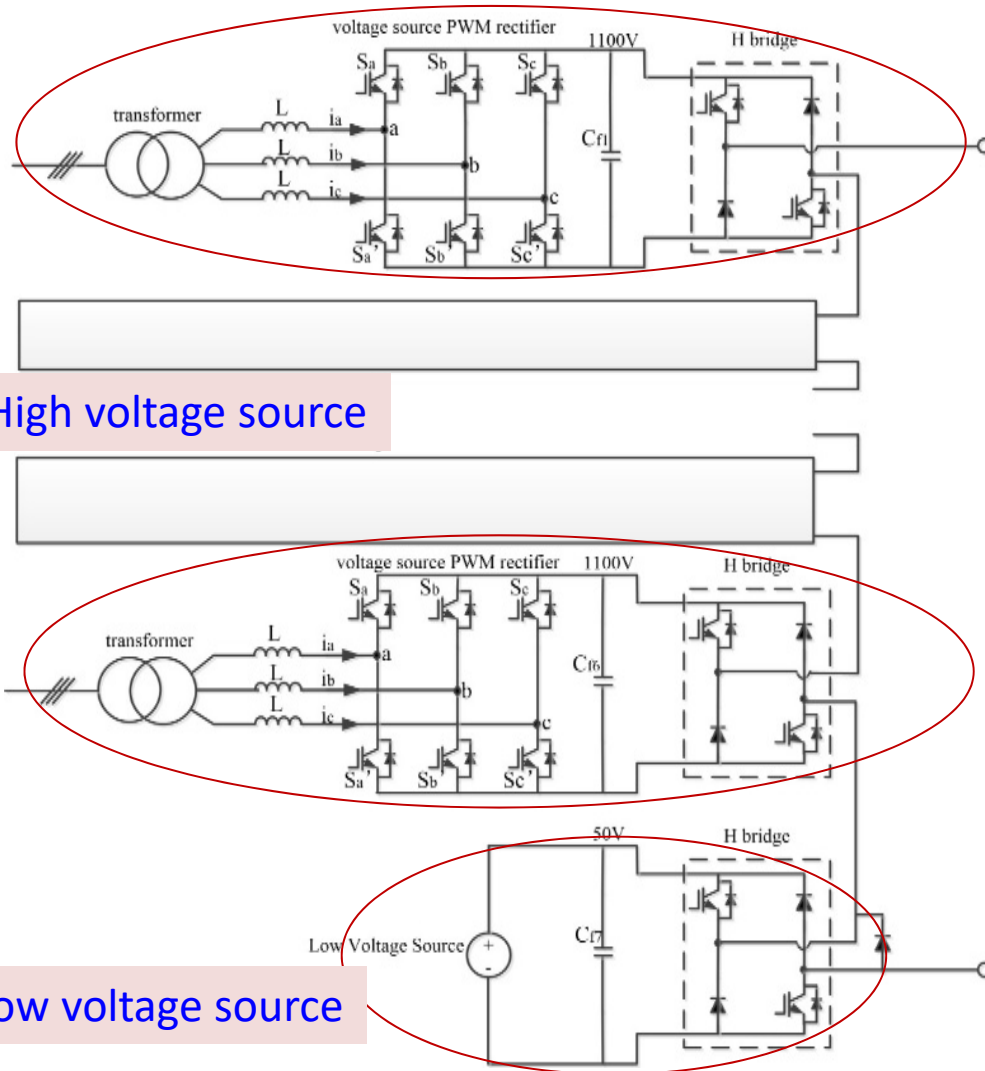 voltage source PWM rectifier
1100V
H bridge
Sa
Sb
Sc
transformer
L
ia
a
Cf1
L
ib
b
L
ic
c
Sa'
Sb'
Sc'
High voltage source
voltage source PWM rectifier
1100V
H bridge
Sa
Sb
Sc
transformer
L
ia
a
Cf6
L
ib
b
L
ic
c
Sa'
Sb'
Sc'
50V
H bridge
Low Voltage Source
+
-
Cf7
ow voltage source